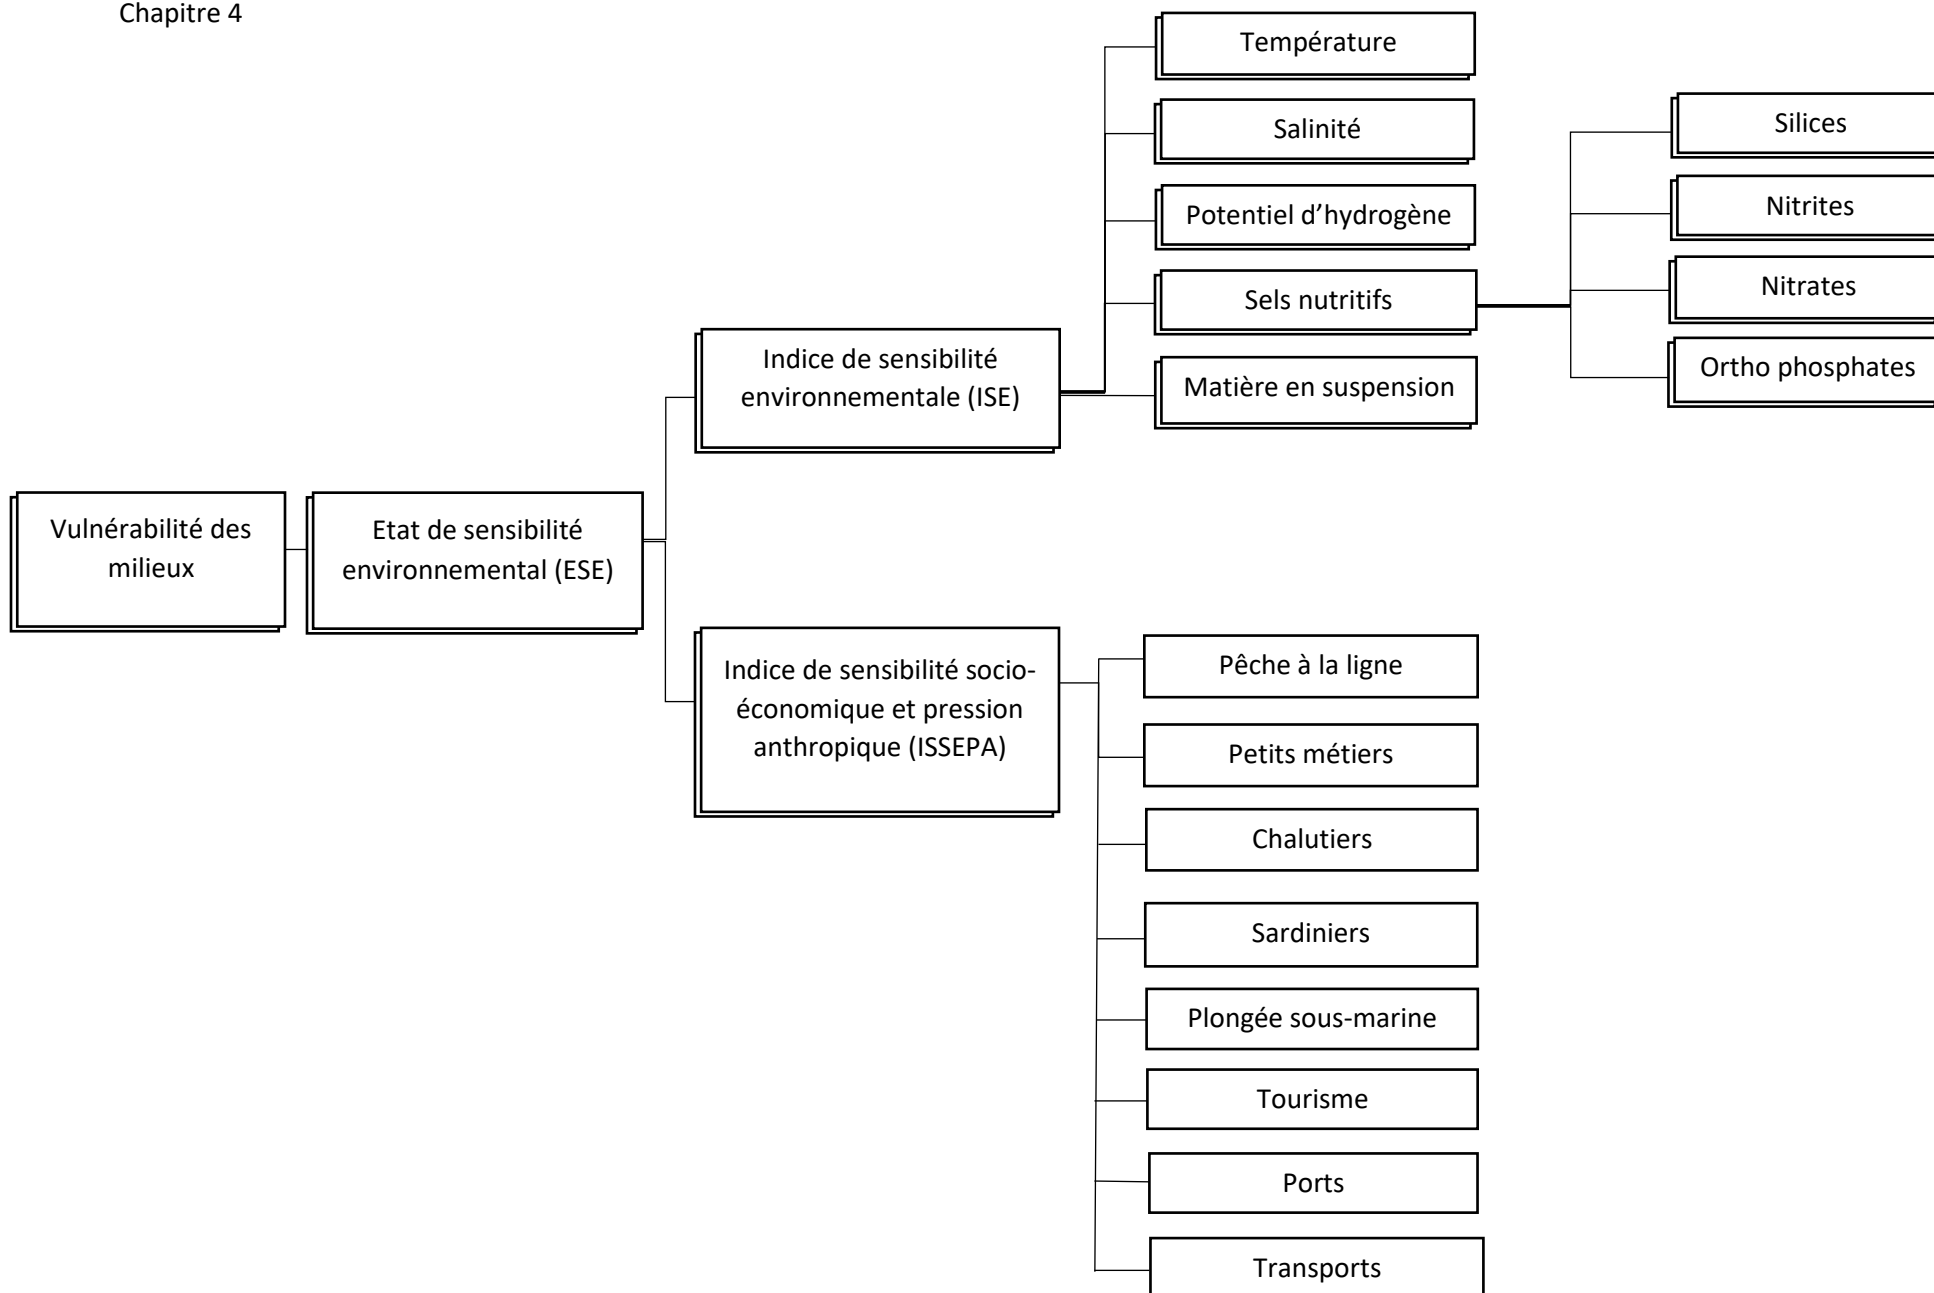 Chapitre 4
Température
Salinité
Potentiel d’hydrogène
Sels nutritifs
Matière en suspension
Silices
Nitrites
Nitrates
Ortho phosphates
Indice de sensibilité
environnementale (ISE)
Vulnérabilité des
milieux
Etat de sensibilité
environnemental (ESE)
Indice de sensibilité socio-
économique et pression
anthropique (ISSEPA)
Pêche à la ligne
Petits métiers
Chalutiers
Sardiniers
Plongée sous-marine
Tourisme
Ports
Transports